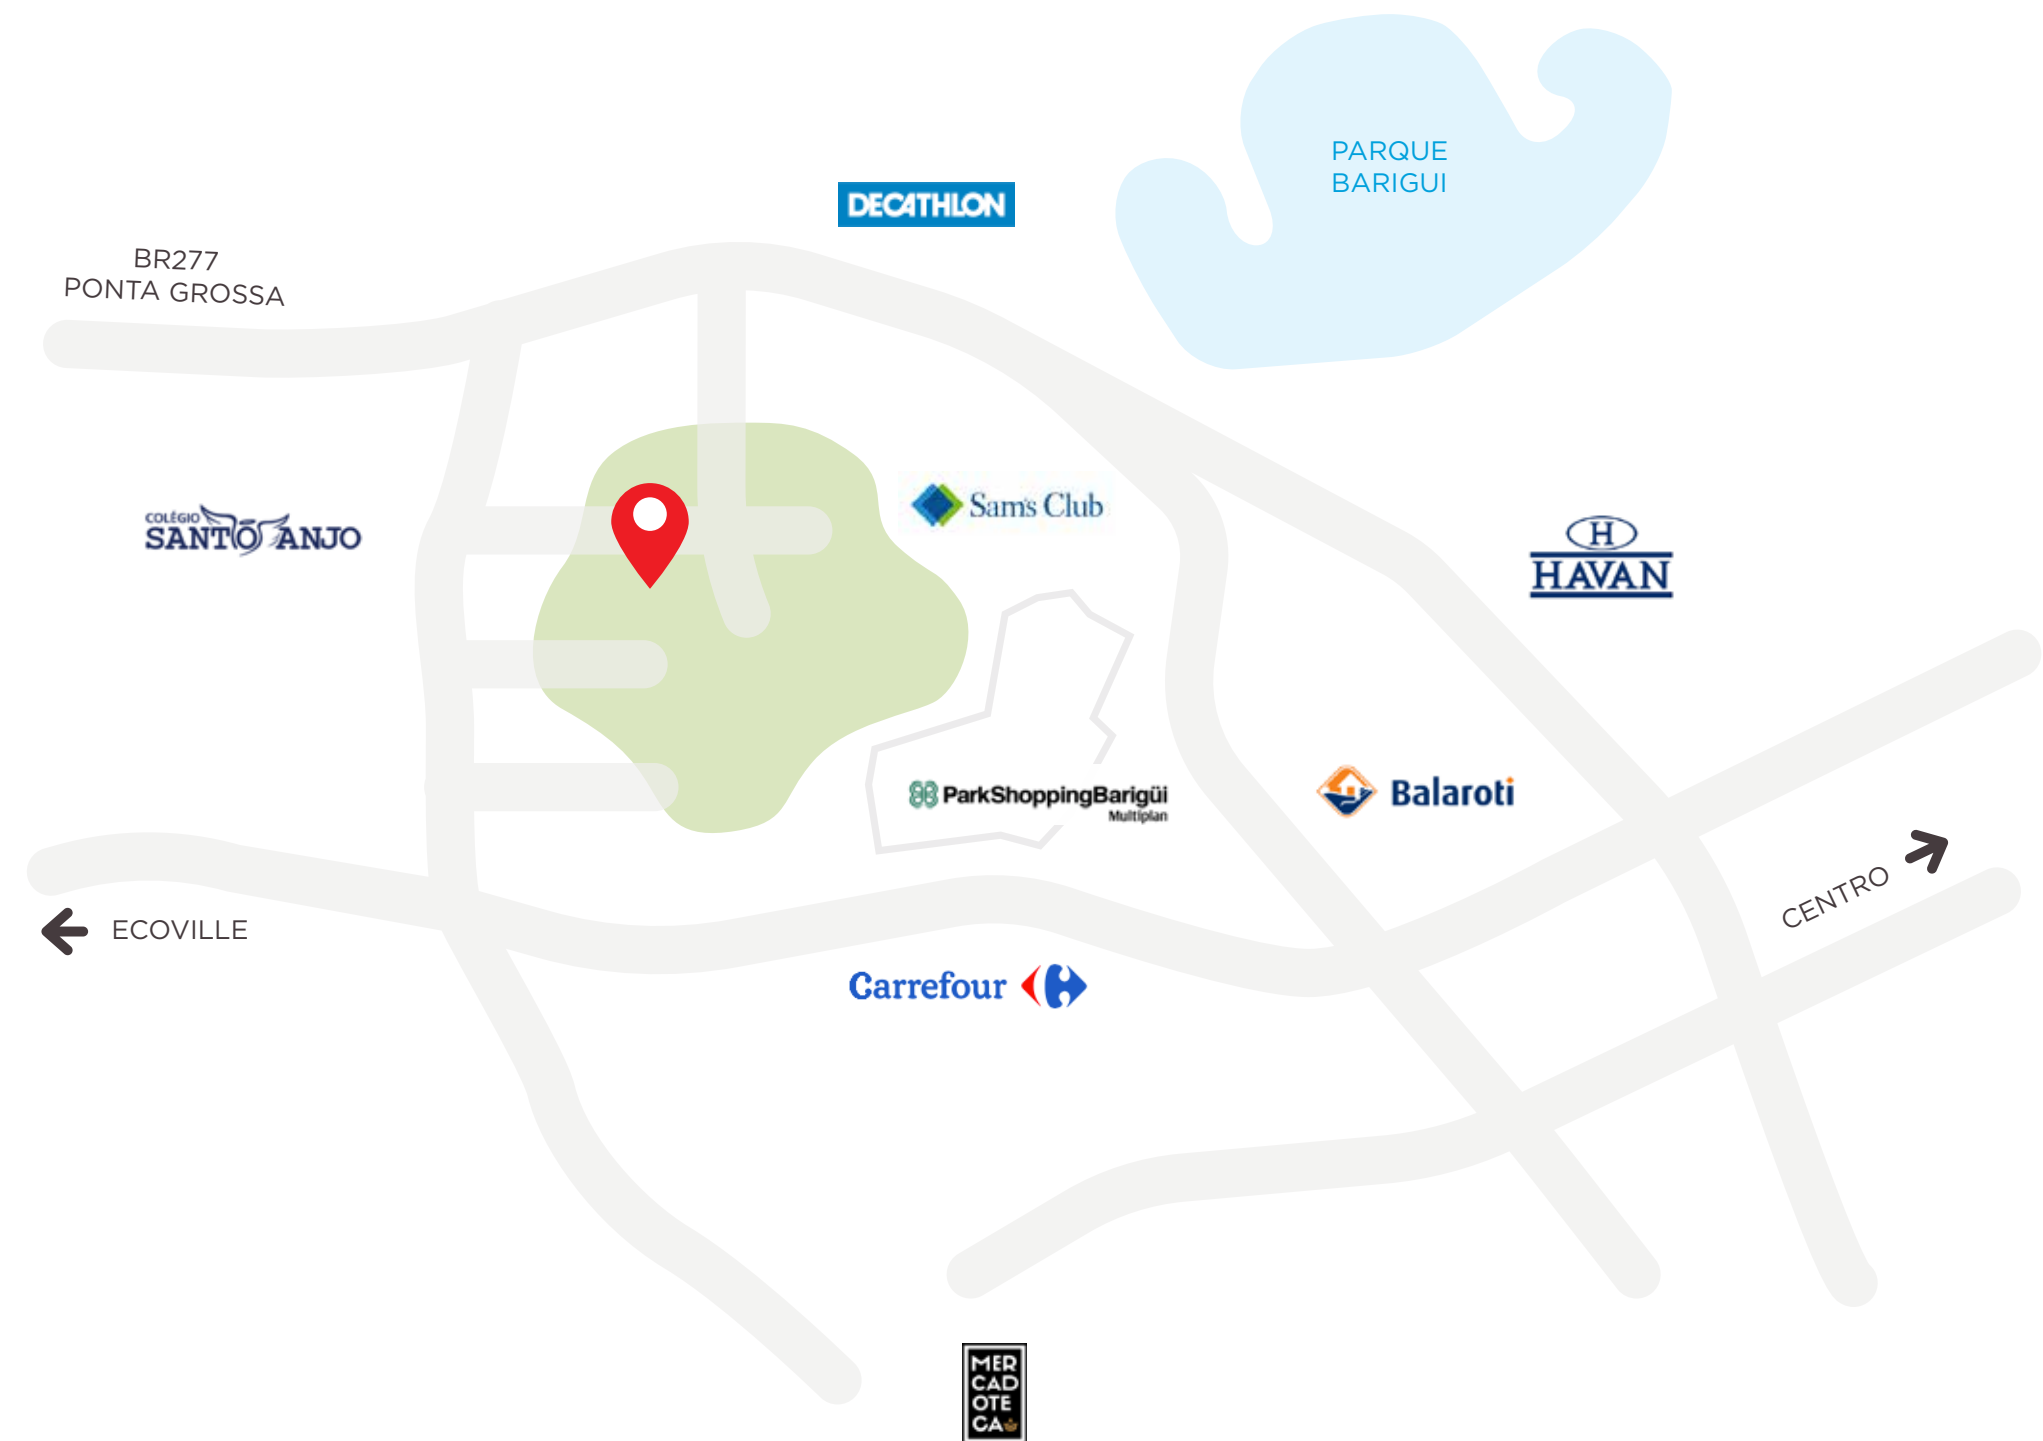 PARQUE
BARIGUI
DECATHLON
BR277
PONTA GROSSA
Sam's Club
COLÉGIO
SANTO ANJO
H
HAVAN
ParkShoppingBarigüi
Multiplan
Balaroti
CENTRO
ECOVILLE
Carrefour
MER
CAD
OTE
CA